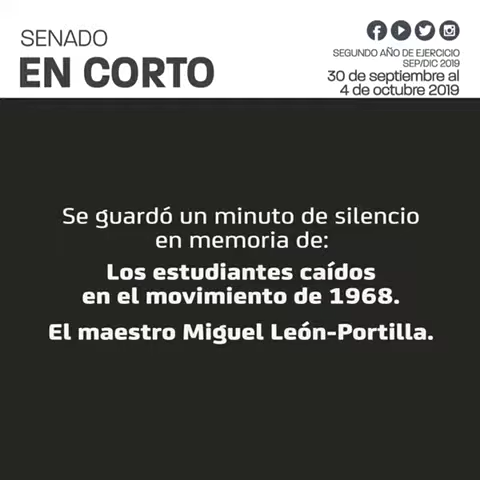 SENADO
EN CORTO
SEGUNDO AÑO DE EJERCICIO
SEP/DIC 2019
30 de septiembre al
4 de octubre 2019
Se guardó un minuto de silencio
en memoria de:
Los estudiantes caídos
en el movimiento de 1968.
El maestro Miguel León-Portilla.